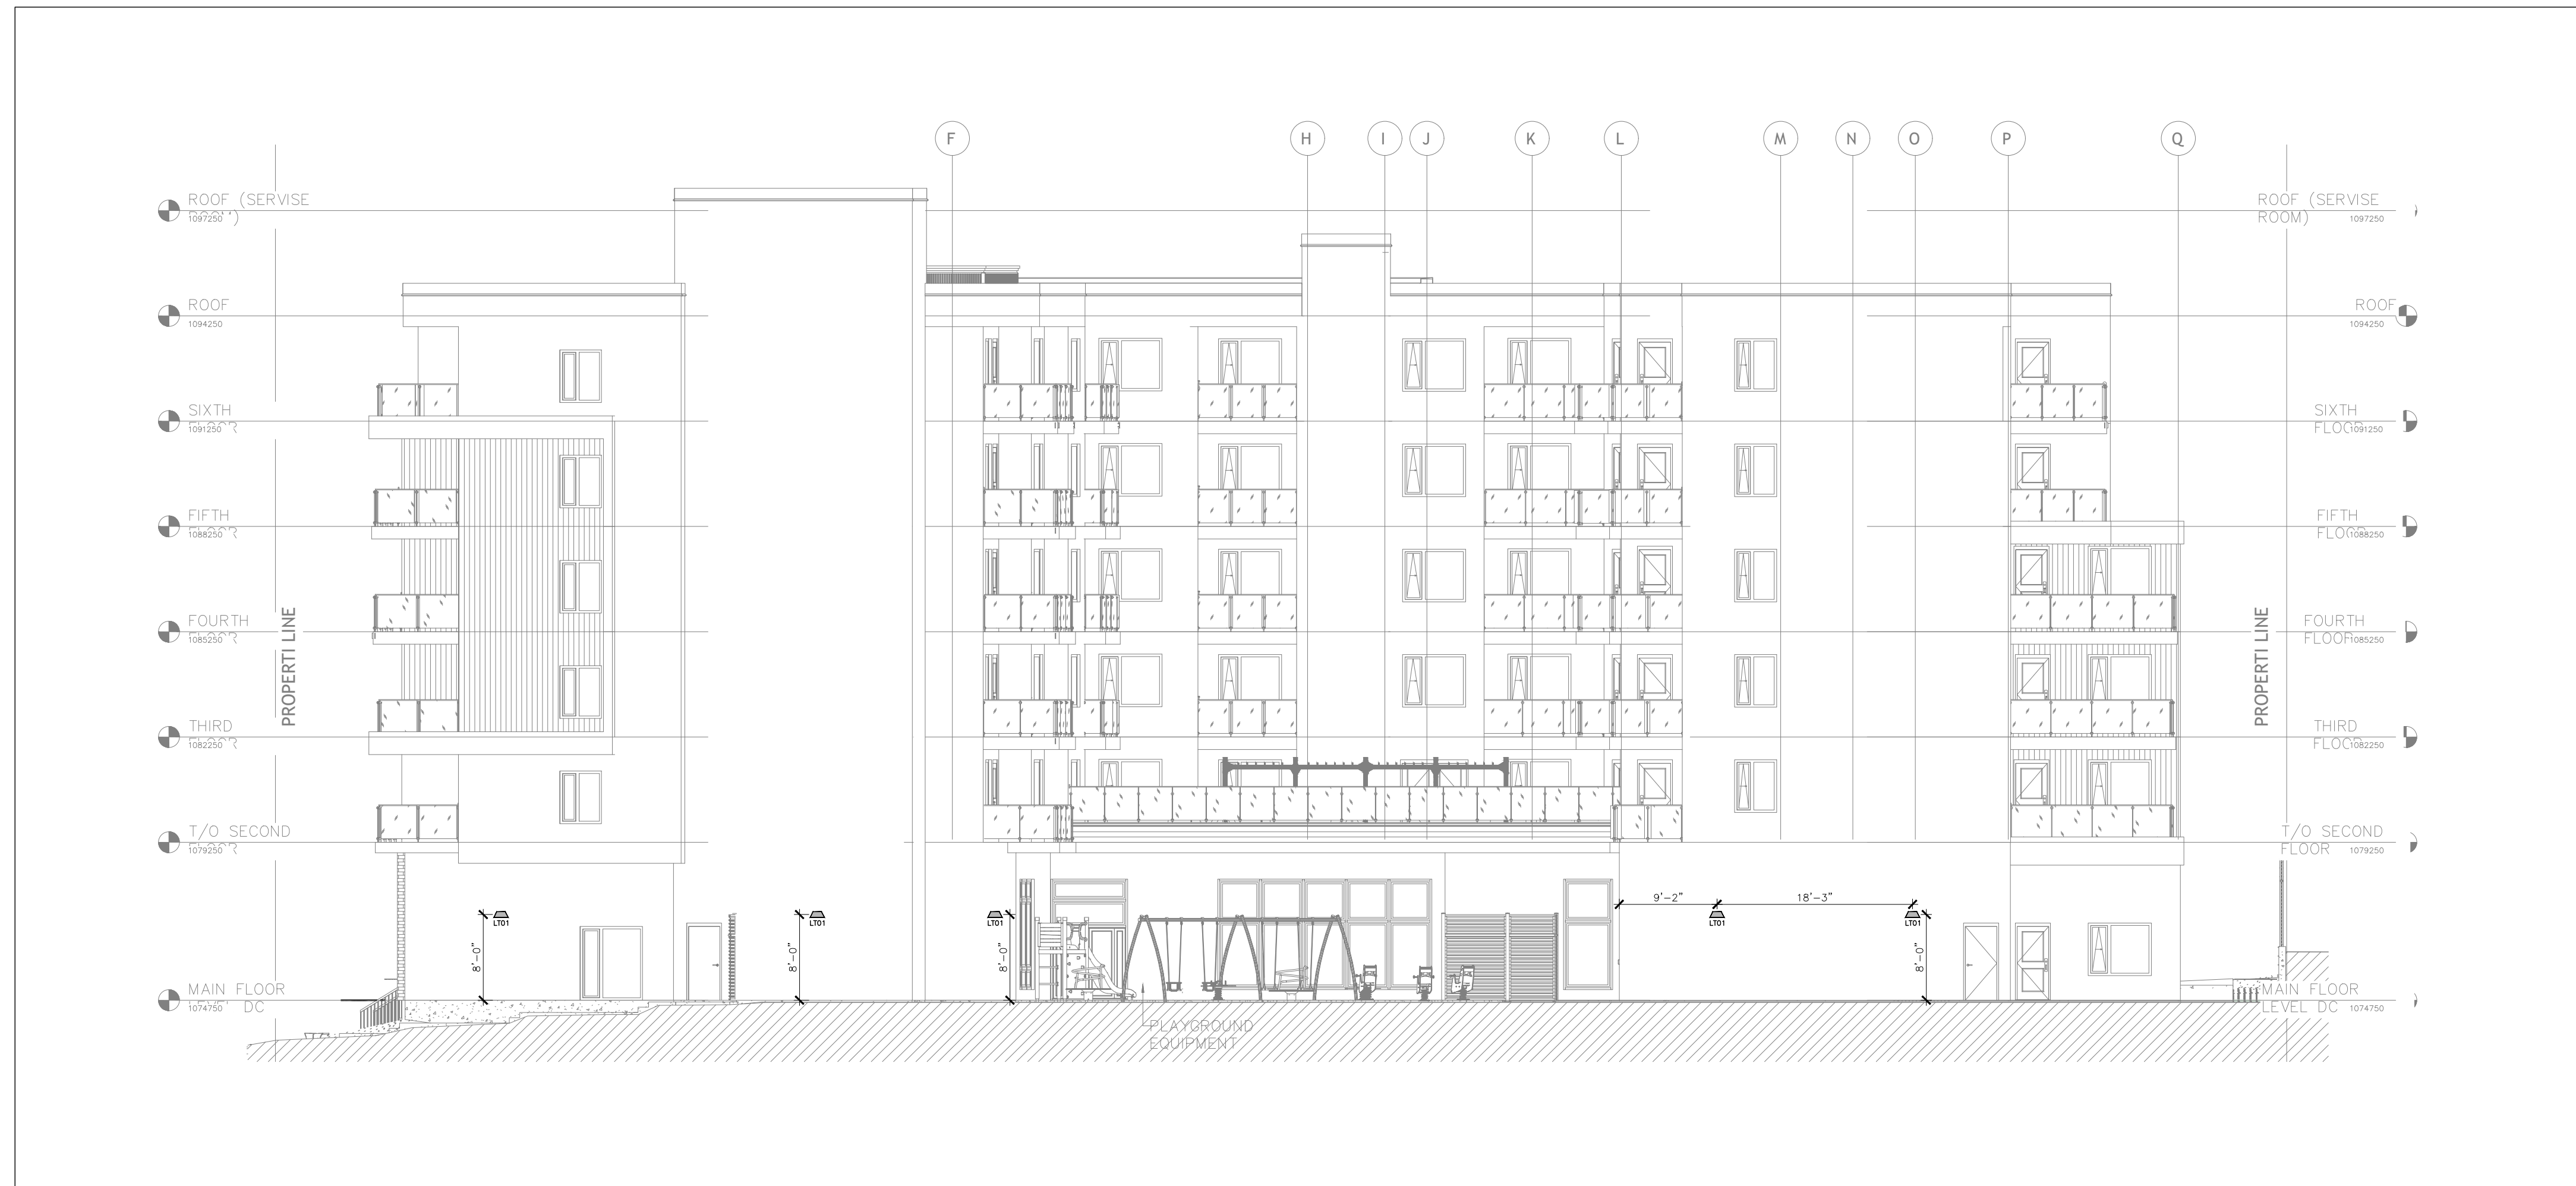 F H I J K L M N O P Q
ROOF (SERVISE
1097250
ROOF (SERVISE
ROOM) 1097250
ROOF
1094250
ROOF
1094250
SIXTH
1091250
SIXTH
1091250
FIFTH
1088250
FIFTH
1088250
FOURTH
1085250
FOURTH
1085250
PROPERTI LINE
PROPERTI LINE
THIRD
1082250
THIRD
1082250
T/O SECOND
1079250
T/O SECOND
FLOOR 1079250
9'-2" 18'-3"
LT01 LT01 LT01 LT01 LT01
8'-0" 8'-0" 8'-0" 8'-0"
MAIN FLOOR
1074750 DC
MAIN FLOOR
LEVEL DC 1074750
PLAYGROUND
EQUIPMENT